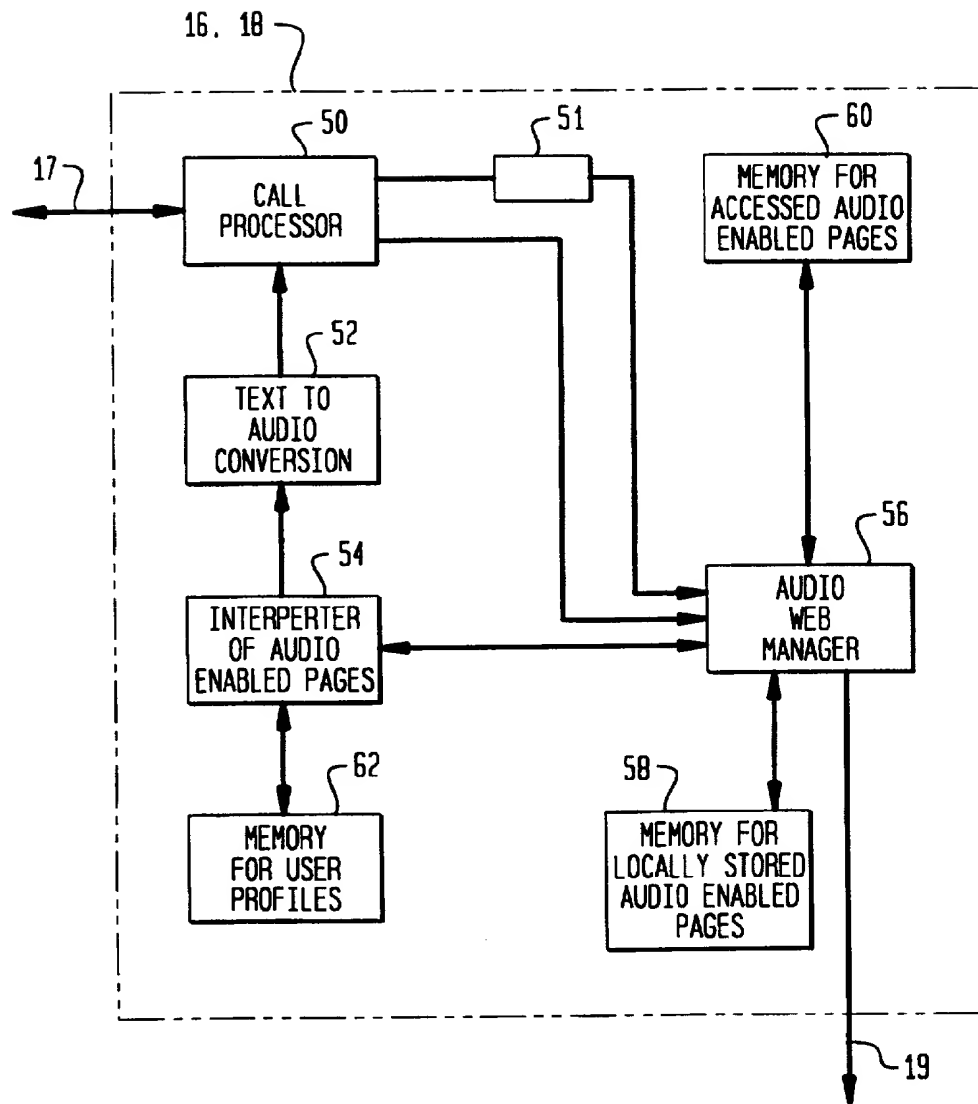 16, 18
50
51
60
17
CALL
PROCESSOR
MEMORY FOR
ACCESSED AUDIO
ENABLED PAGES
52
TEXT TO
AUDIO
CONVERSION
56
AUDIO
WEB
MANAGER
54
INTERPERTER
OF AUDIO
ENABLED PAGES
62
MEMORY
FOR USER
PROFILES
58
MEMORY FOR
LOCALLY STORED
AUDIO ENABLED
PAGES
19